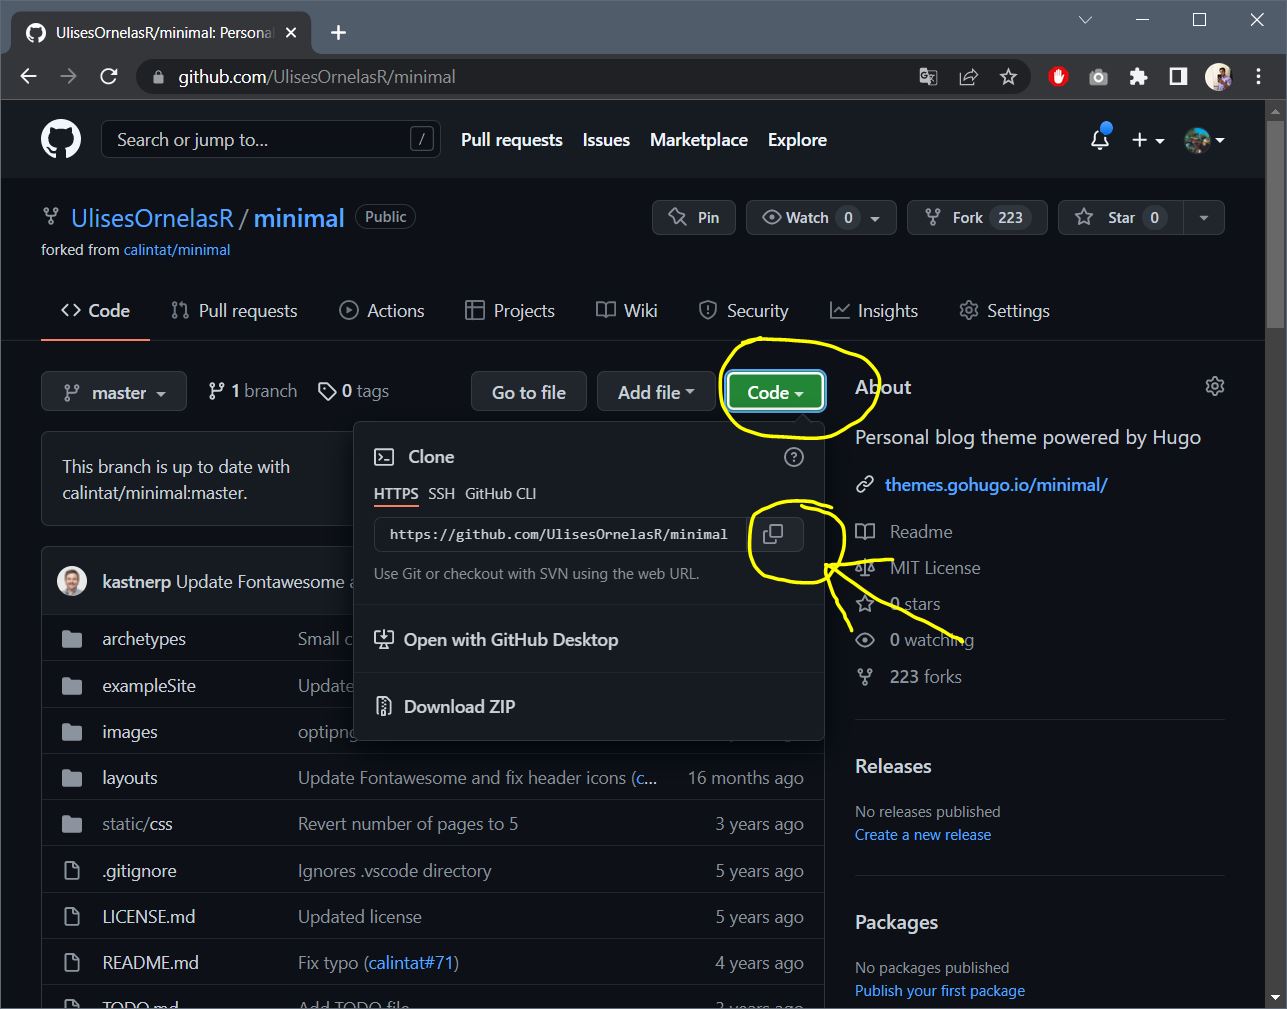 UlisesOrnelasR/minimal: Persona
github.com/UlisesOrnelasR/minimal
Search or jump to...
/
Pull requests
Issues
Marketplace
Explore
UlisesOrnelasR / minimal
Public
Pin
Watch 0
Fork 223
Star 0
forked from calintat/minimal
Code
Pull requests
Actions
Projects
Wiki
Security
Insights
Settings
master
1 branch
0 tags
Go to file
Add file
Code
This branch is up to date with
calintat/minimal:master.
Clone
HTTPS SSH GitHub CLI
https://github.com/UlisesOrnelasR/minimal
Use Git or checkout with SVN using the web URL.
Open with GitHub Desktop
Download ZIP
kastnerp Update Fontawesome
archetypes Small
exampleSite Update
images
layouts Update Fontawesome and fix header icons (c... 16 months ago
static/css Revert number of pages to 5 3 years ago
.gitignore Ignores .vscode directory 5 years ago
LICENSE.md Updated license 5 years ago
README.md Fix typo (calintat#71) 4 years ago
TODO.md Add TODO file
About
Personal blog theme powered by Hugo
themes.gohugo.io/minimal/
Readme
MIT License
0 stars
0 watching
223 forks
Releases
No releases published
Create a new release
Packages
No packages published
Publish your first package